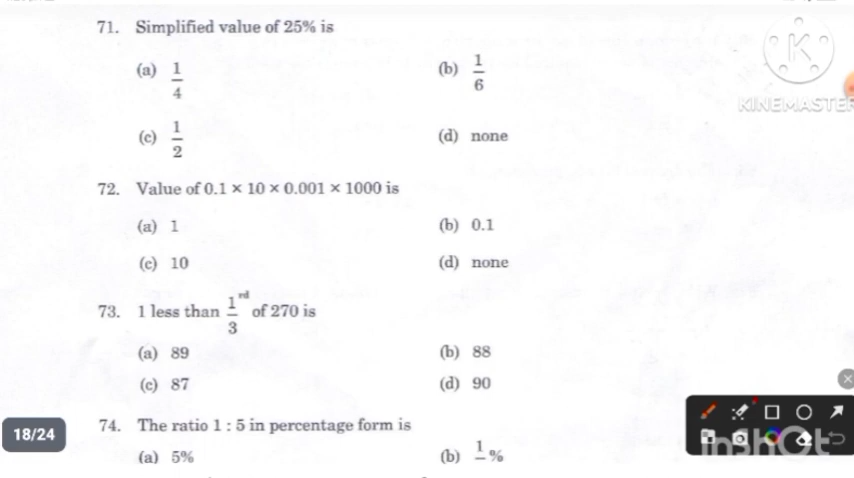 71. Simplified value of 25% is
(a) 1/4 (b) 1/6
(c) 1/2 (d) none
KINEMASTER
72. Value of 0.1 × 10 × 0.001 × 1000 is
(a) 1 (b) 0.1
(c) 10 (d) none
73. 1 less than 1/3 rd of 270 is
(a) 89 (b) 88
(c) 87 (d) 90
74. The ratio 1 : 5 in percentage form is
(a) 5% (b) 1 %
18/24
InShot